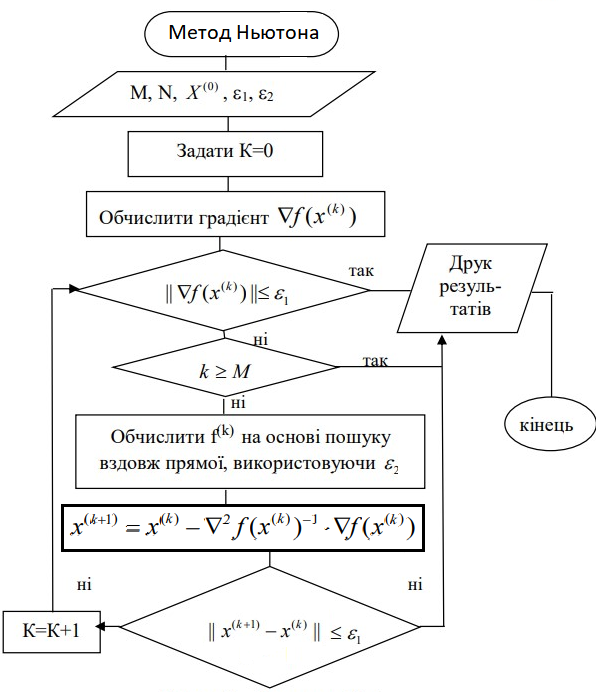 Метод Ньютона
M, N, X⁽⁰⁾, ε₁, ε₂
Задати K=0
Обчислити градієнт ∇f(x⁽ᵏ⁾)
так
Друк
резуль-
татів
‖∇f(x⁽ᵏ⁾)‖≤ ε₁
ні
так
k ≥ M
ні
кінець
Обчислити f⁽ᵏ⁾ на основі пошуку
вздовж прямої, використовуючи ε₂
x⁽ᵏ⁺¹⁾ = x⁽ᵏ⁾ − ∇² f(x⁽ᵏ⁾)⁻¹ · ∇f(x⁽ᵏ⁾)
ні
ні
K=K+1
‖ x⁽ᵏ⁺¹⁾ − x⁽ᵏ⁾ ‖ ≤ ε₁